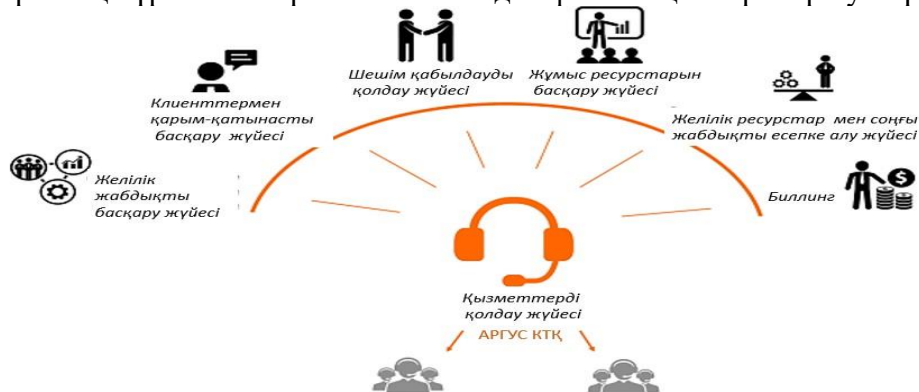 Шешім қабылдауды
қолдау жүйесі
Жұмыс ресурстарын
басқару жүйесі
Клиенттермен
қарым-қатынасты
басқару жүйесі
Желілік ресурстар мен соңғы
жабдықты есепке алу жүйесі
Желілік
жабдықты
басқару жүйесі
Биллинг
Қызметтерді
қолдау жүйесі
АРГУС КТҚ